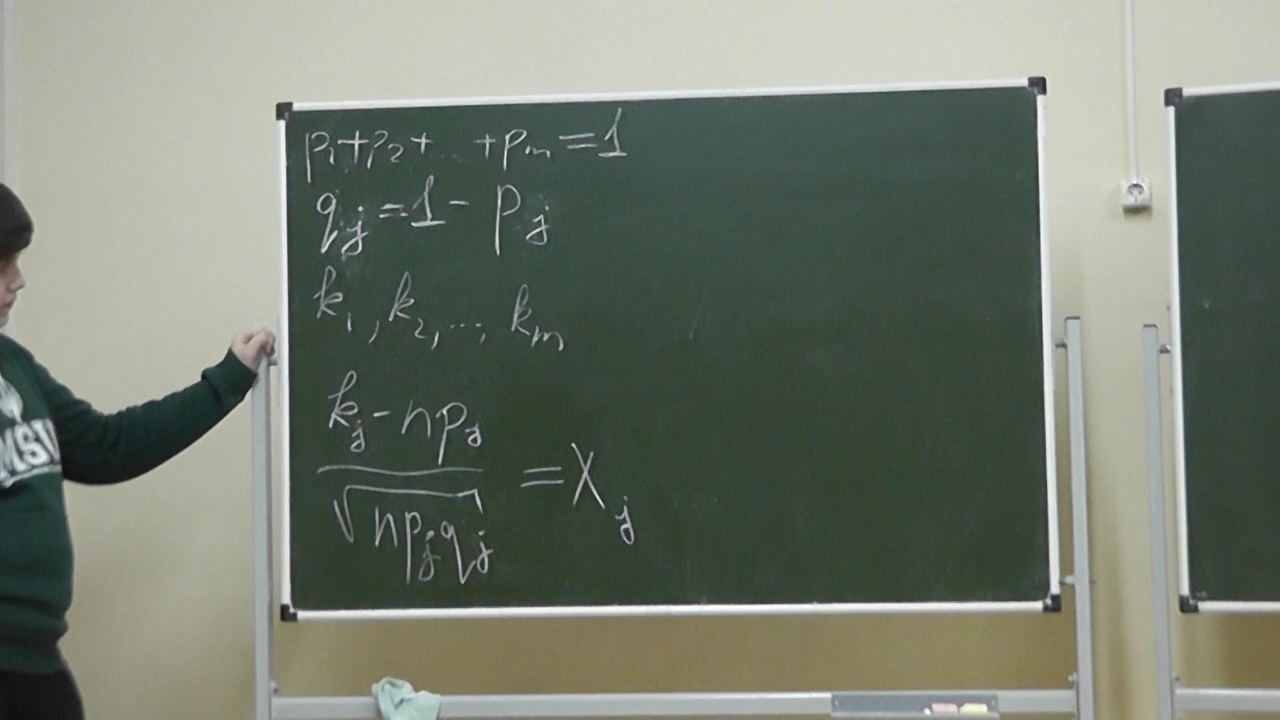 p₁+p₂+ ... +pₘ=1
qⱼ=1-pⱼ
k₁,k₂,...,kₘ
(kⱼ-npⱼ)/√(npⱼqⱼ) =Xⱼ